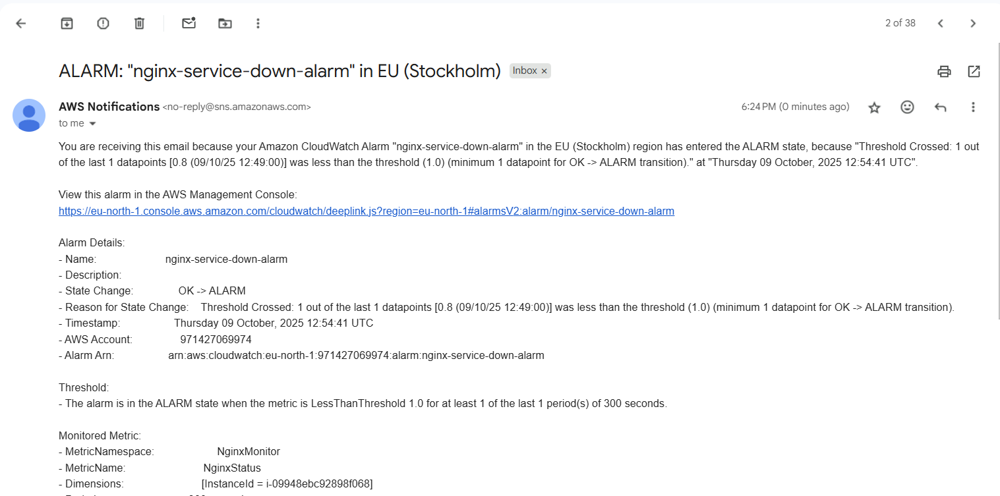 2 of 38
ALARM: "nginx-service-down-alarm" in EU (Stockholm) Inbox ×
AWS Notifications <no-reply@sns.amazonaws.com> 6:24 PM (0 minutes ago)
to me
You are receiving this email because your Amazon CloudWatch Alarm "nginx-service-down-alarm" in the EU (Stockholm) region has entered the ALARM state, because "Threshold Crossed: 1 out
of the last 1 datapoints [0.8 (09/10/25 12:49:00)] was less than the threshold (1.0) (minimum 1 datapoint for OK -> ALARM transition)." at "Thursday 09 October, 2025 12:54:41 UTC".
View this alarm in the AWS Management Console:
https://eu-north-1.console.aws.amazon.com/cloudwatch/deeplink.js?region=eu-north-1#alarmsV2:alarm/nginx-service-down-alarm
Alarm Details:
- Name: nginx-service-down-alarm
- Description:
- State Change: OK -> ALARM
- Reason for State Change: Threshold Crossed: 1 out of the last 1 datapoints [0.8 (09/10/25 12:49:00)] was less than the threshold (1.0) (minimum 1 datapoint for OK -> ALARM transition).
- Timestamp: Thursday 09 October, 2025 12:54:41 UTC
- AWS Account: 971427069974
- Alarm Arn: arn:aws:cloudwatch:eu-north-1:971427069974:alarm:nginx-service-down-alarm
Threshold:
- The alarm is in the ALARM state when the metric is LessThanThreshold 1.0 for at least 1 of the last 1 period(s) of 300 seconds.
Monitored Metric:
- MetricNamespace: NginxMonitor
- MetricName: NginxStatus
- Dimensions: [InstanceId = i-09948ebc92898f068]